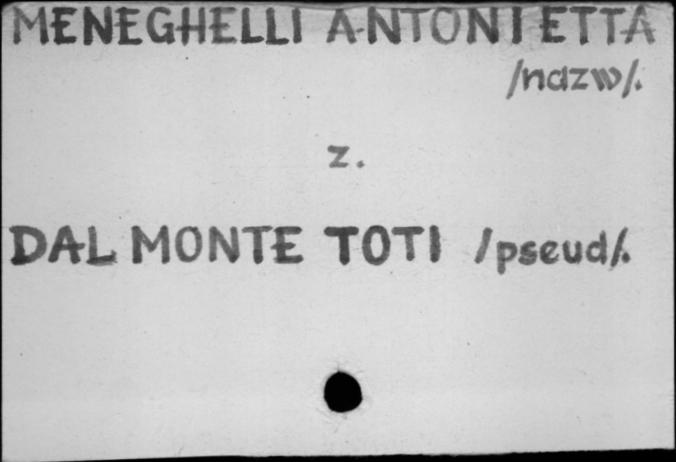 MENEGHELLI ANTONIETTA
/nazw/.
z.
DAL MONTE TOTI /pseud/.